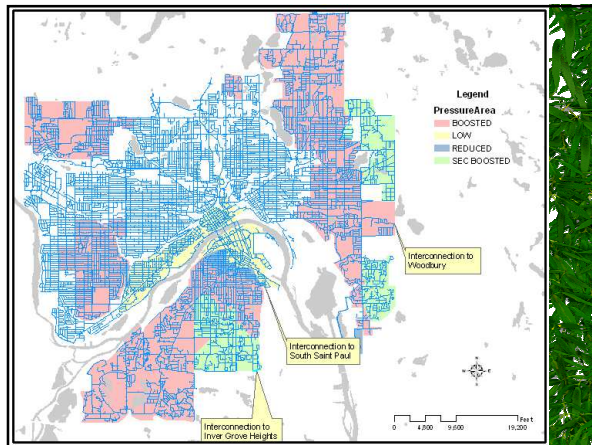 Legend
PressureArea
BOOSTED
LOW
REDUCED
SEC BOOSTED
Interconnection to
Woodbury
Interconnection to
South Saint Paul
Interconnection to
Inver Grove Heights
N
W
E
S
Feet
0 4,800 9,600 19,200